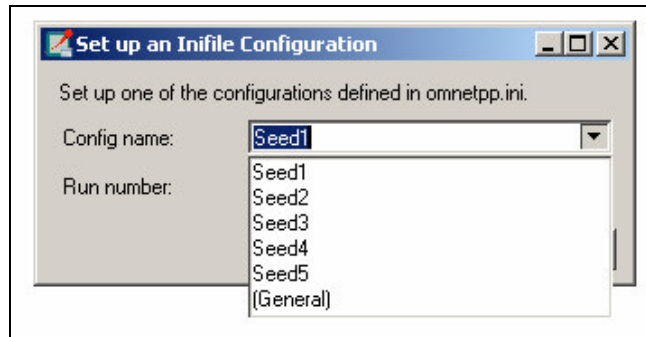 Set up an Inifile Configuration
Set up one of the configurations defined in omnetpp.ini.
Config name: Seed1
Run number:
Seed1
Seed2
Seed3
Seed4
Seed5
(General)